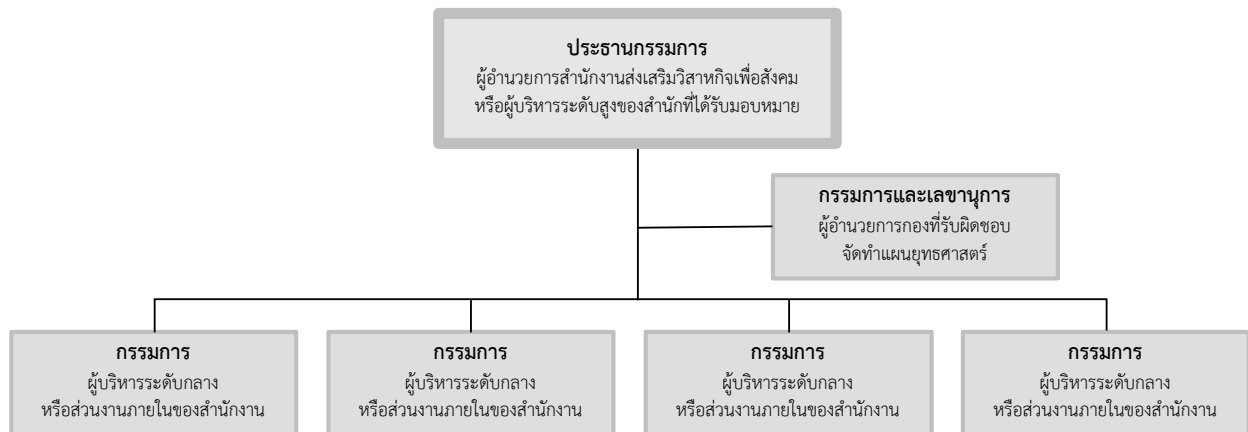 ประธานกรรมการ
ผู้อำนวยการสำนักงานส่งเสริมวิสาหกิจเพื่อสังคม
หรือผู้บริหารระดับสูงของสำนักที่ได้รับมอบหมาย
กรรมการและเลขานุการ
ผู้อำนวยการกองที่รับผิดชอบ
จัดทำแผนยุทธศาสตร์
กรรมการ
ผู้บริหารระดับกลาง
หรือส่วนงานภายในของสำนักงาน
กรรมการ
ผู้บริหารระดับกลาง
หรือส่วนงานภายในของสำนักงาน
กรรมการ
ผู้บริหารระดับกลาง
หรือส่วนงานภายในของสำนักงาน
กรรมการ
ผู้บริหารระดับกลาง
หรือส่วนงานภายในของสำนักงาน